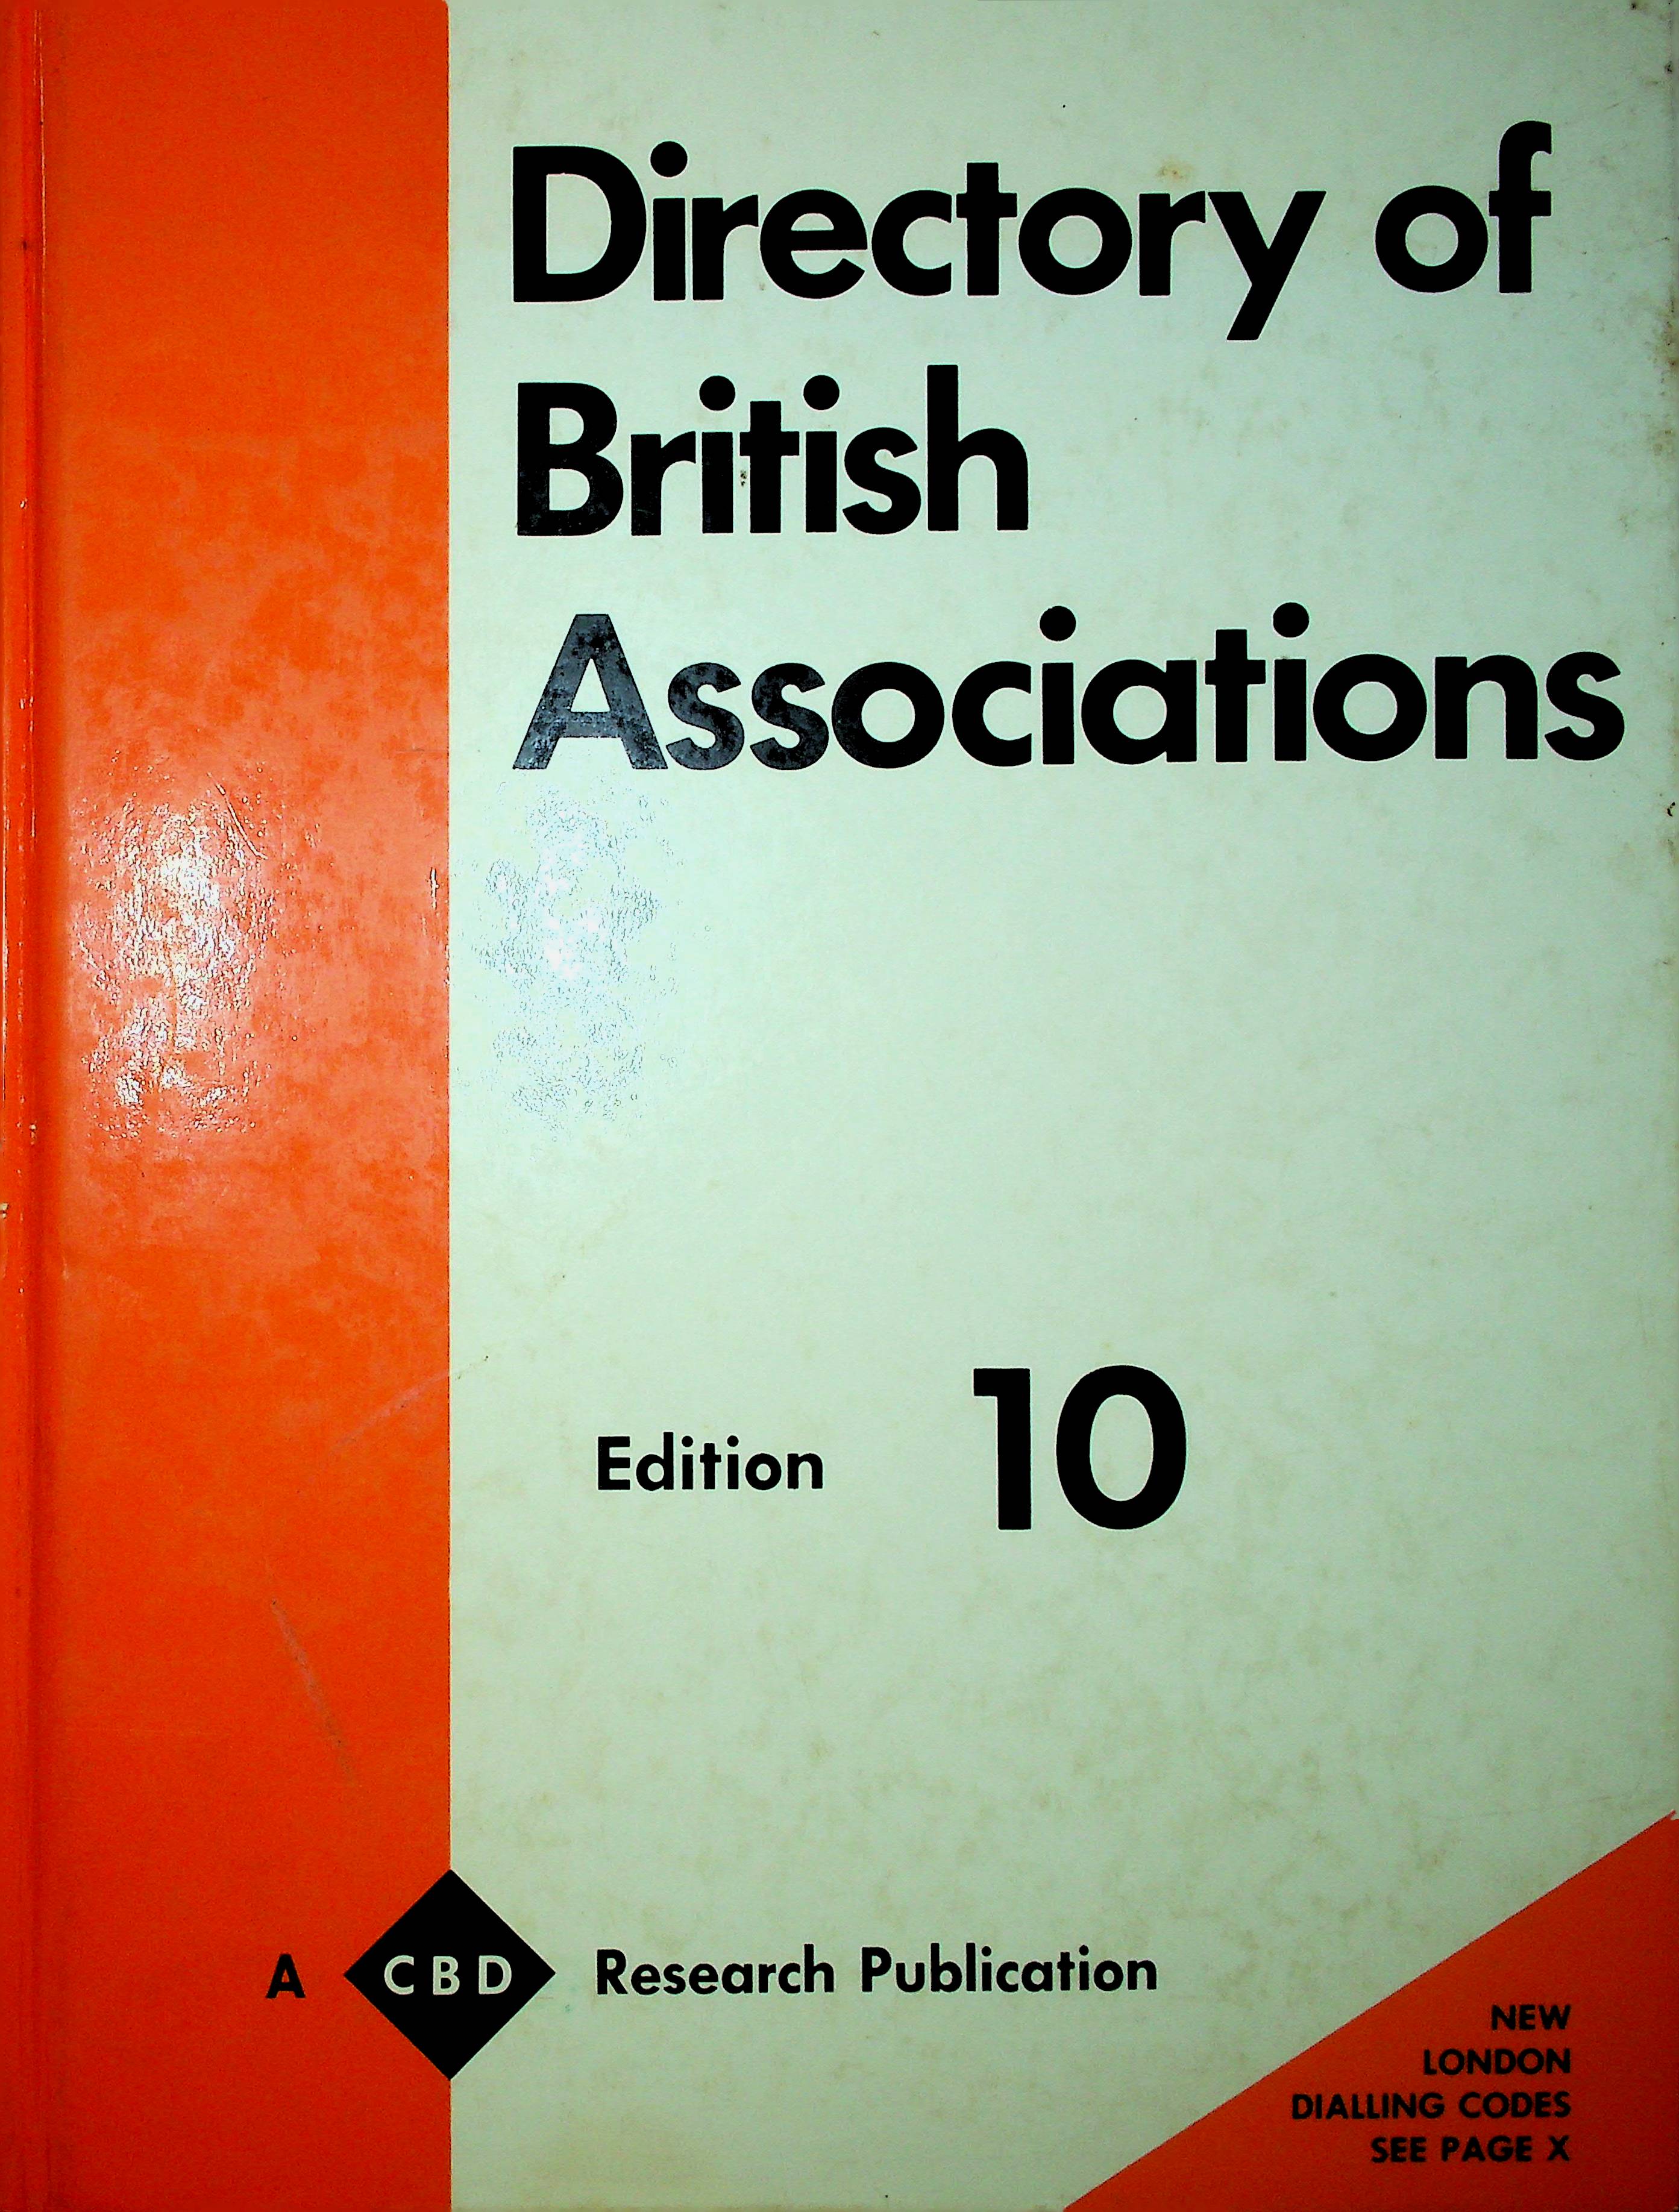 Directory of
British
Associations
Edition 10
A CBD Research Publication
NEW
LONDON
DIALLING CODES
SEE PAGE X